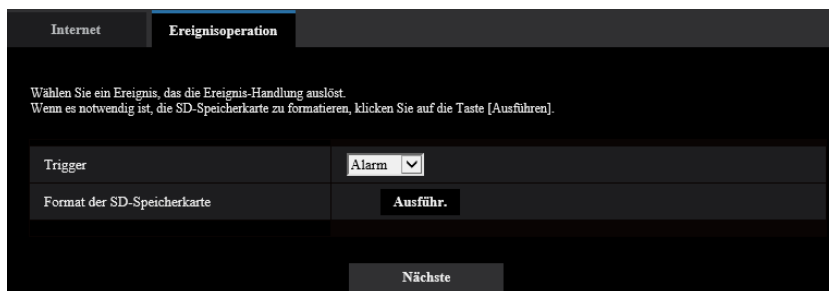 Internet Ereignisoperation
Wählen Sie ein Ereignis, das die Ereignis-Handlung auslöst.
Wenn es notwendig ist, die SD-Speicherkarte zu formatieren, klicken Sie auf die Taste [Ausführen].
Trigger Alarm
Format der SD-Speicherkarte Ausführ.
Nächste